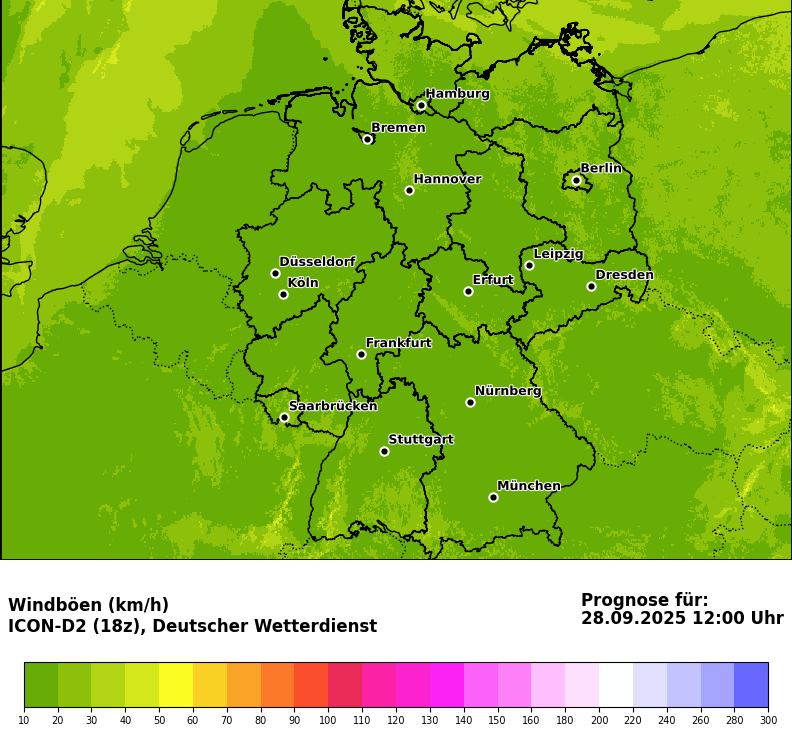 Hamburg
Bremen
Berlin
Hannover
Leipzig
Düsseldorf
Dresden
Köln
Erfurt
Frankfurt
Nürnberg
Saarbrücken
Stuttgart
München
Windböen (km/h)
ICON-D2 (18z), Deutscher Wetterdienst
Prognose für:
28.09.2025 12:00 Uhr
10 20 30 40 50 60 70 80 90 100 110 120 130 140 150 160 180 200 220 240 260 280 300